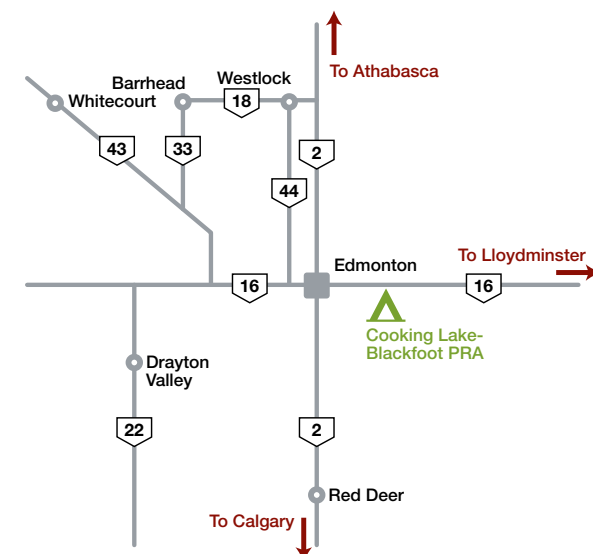 To Athabasca
Barrhead
Westlock
Whitecourt
18
43
33
2
44
To Lloydminster
Edmonton
16
16
Cooking Lake-
Blackfoot PRA
Drayton
Valley
22
2
Red Deer
To Calgary